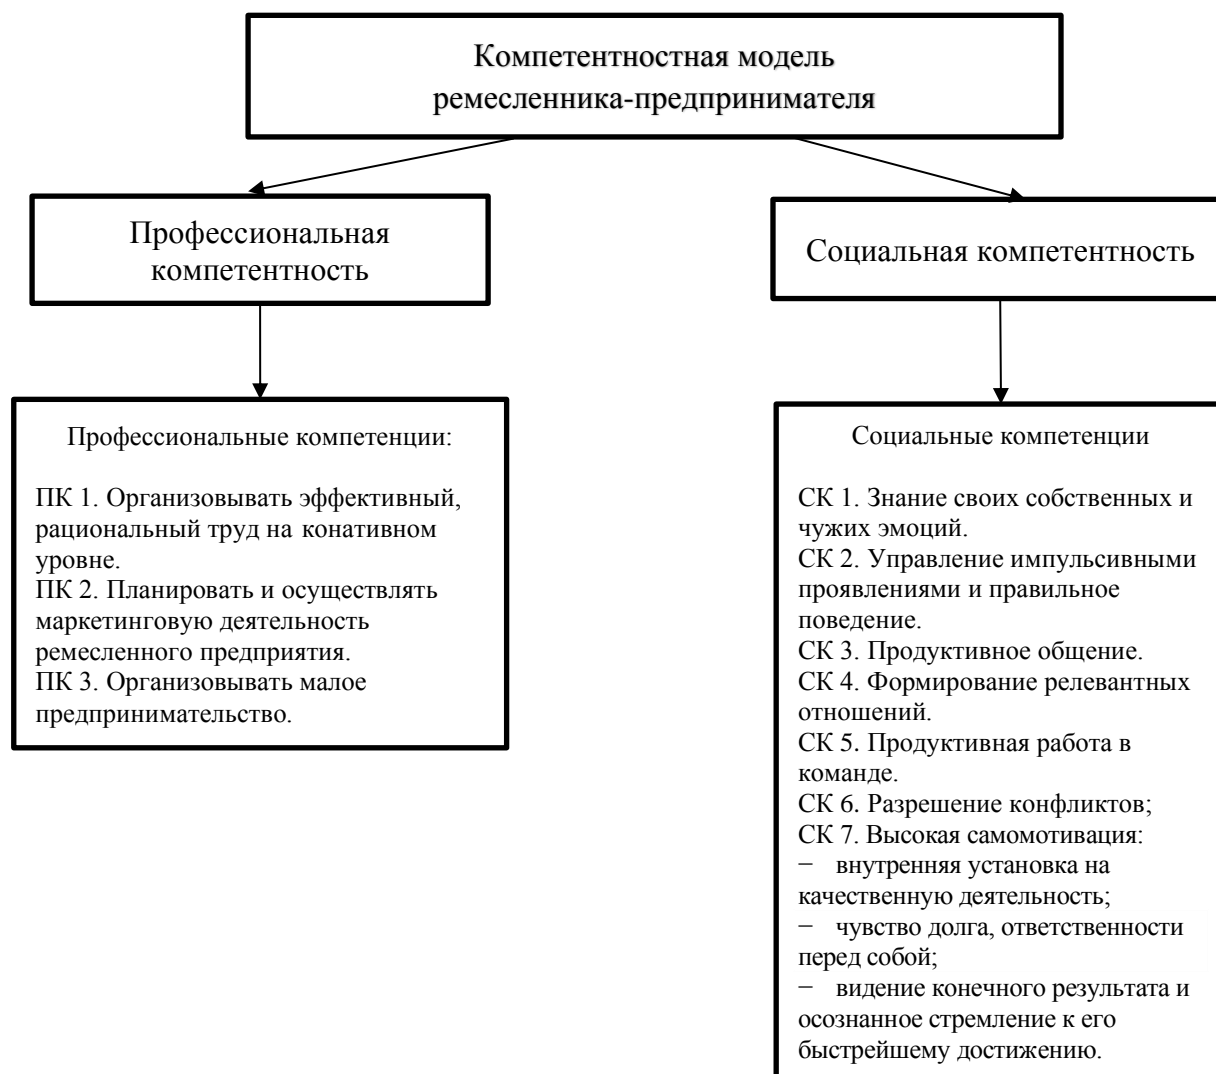 Компетентностная модель
ремесленника-предпринимателя
Профессиональная
компетентность
Социальная компетентность
Профессиональные компетенции:
ПК 1. Организовывать эффективный,
рациональный труд на конативном
уровне.
ПК 2. Планировать и осуществлять
маркетинговую деятельность
ремесленного предприятия.
ПК 3. Организовывать малое
предпринимательство.
Социальные компетенции
СК 1. Знание своих собственных и
чужих эмоций.
СК 2. Управление импульсивными
проявлениями и правильное
поведение.
СК 3. Продуктивное общение.
СК 4. Формирование релевантных
отношений.
СК 5. Продуктивная работа в
команде.
СК 6. Разрешение конфликтов;
СК 7. Высокая самомотивация:
− внутренняя установка на
качественную деятельность;
− чувство долга, ответственности
перед собой;
− видение конечного результата и
осознанное стремление к его
быстрейшему достижению.